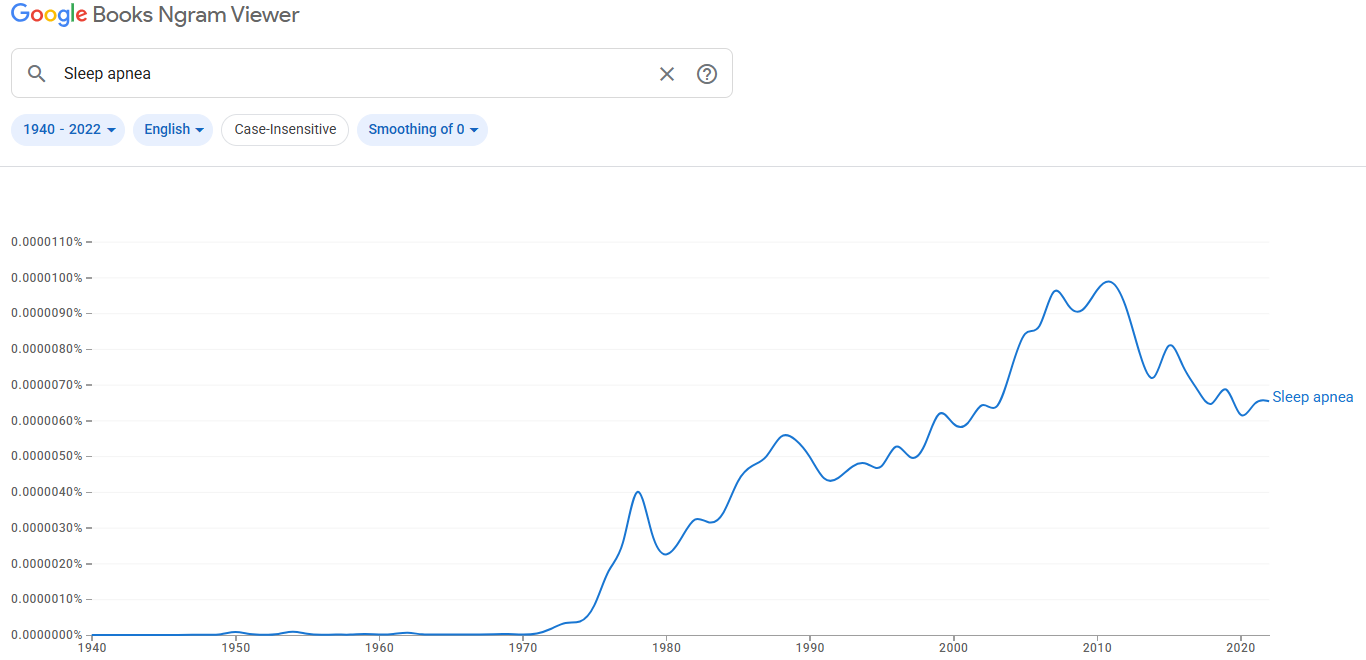 Google Books Ngram Viewer
Sleep apnea
1940 - 2022 English Case-Insensitive Smoothing of 0
0.0000110%
0.0000100%
0.0000090%
0.0000080%
0.0000070%
Sleep apnea
0.0000060%
0.0000050%
0.0000040%
0.0000030%
0.0000020%
0.0000010%
0.0000000%
1940 1950 1960 1970 1980 1990 2000 2010 2020